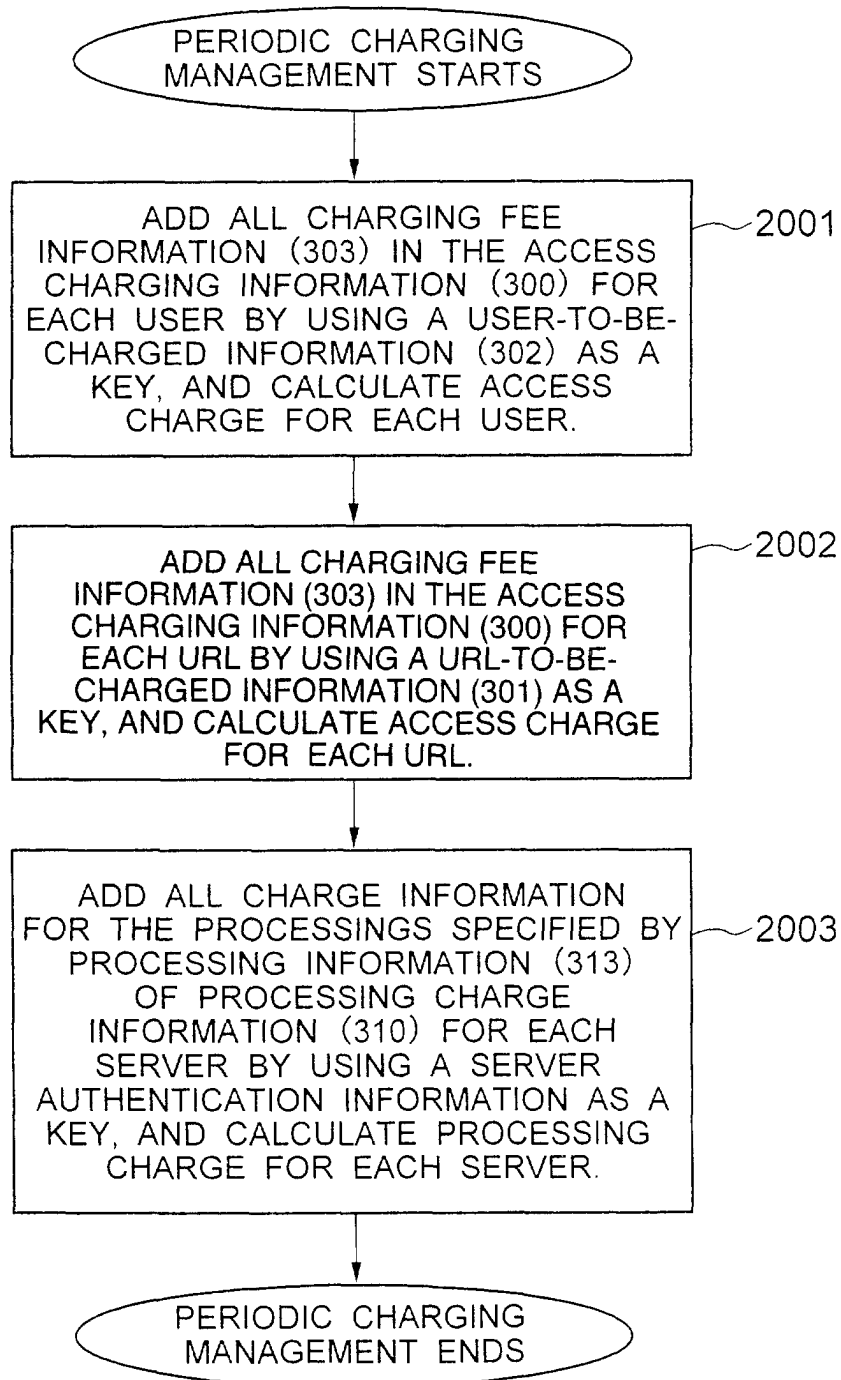 PERIODIC CHARGING
MANAGEMENT STARTS
ADD ALL CHARGING FEE
INFORMATION (303) IN THE ACCESS
CHARGING INFORMATION (300) FOR
EACH USER BY USING A USER-TO-BE-
CHARGED INFORMATION (302) AS A
KEY, AND CALCULATE ACCESS
CHARGE FOR EACH USER.
2001
ADD ALL CHARGING FEE
INFORMATION (303) IN THE ACCESS
CHARGING INFORMATION (300) FOR
EACH URL BY USING A URL-TO-BE-
CHARGED INFORMATION (301) AS A
KEY, AND CALCULATE ACCESS CHARGE
FOR EACH URL.
2002
ADD ALL CHARGE INFORMATION
FOR THE PROCESSINGS SPECIFIED BY
PROCESSING INFORMATION (313)
OF PROCESSING CHARGE
INFORMATION (310) FOR EACH
SERVER BY USING A SERVER
AUTHENTICATION INFORMATION AS A
KEY, AND CALCULATE PROCESSING
CHARGE FOR EACH SERVER.
2003
PERIODIC CHARGING
MANAGEMENT ENDS